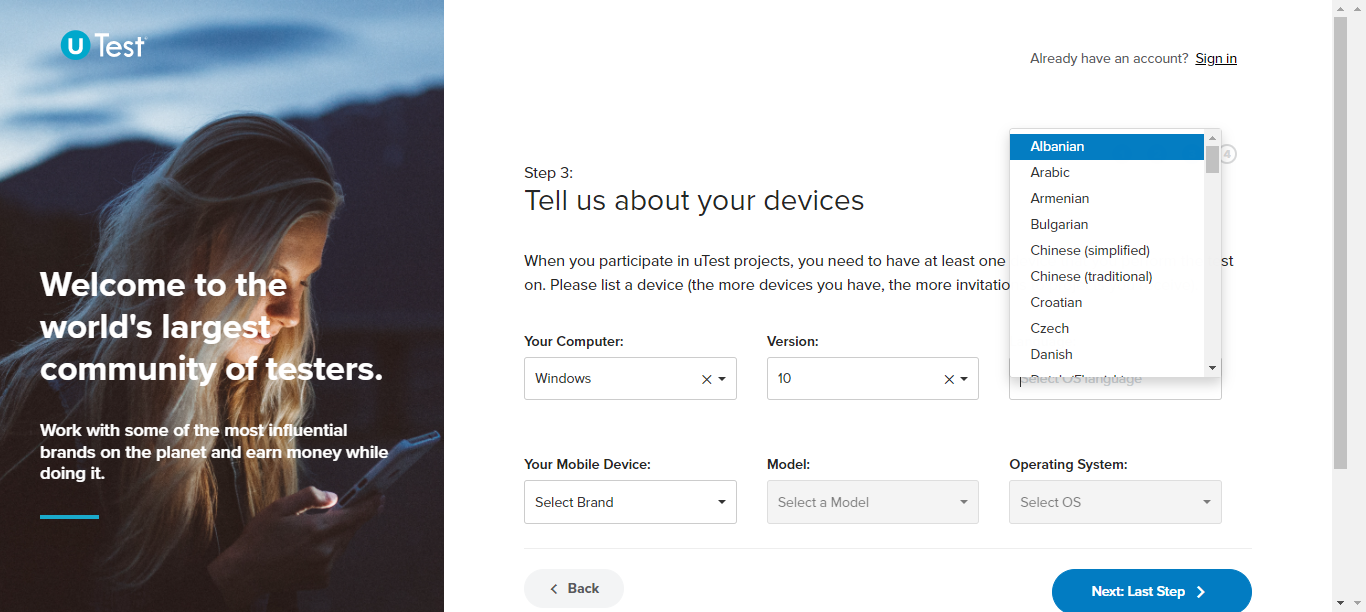 u Test
Already have an account? Sign in
Albanian
Arabic
Armenian
Bulgarian
Chinese (simplified)
Chinese (traditional)
Croatian
Czech
Danish
4
Step 3:
Tell us about your devices
When you participate in uTest projects, you need to have at least one
st
on. Please list a device (the more devices you have, the more invitatio
Welcome to the
world's largest
community of testers.
Work with some of the most influential
brands on the planet and earn money while
doing it.
Your Computer:
Version:
Windows
10
Select OS language
Your Mobile Device:
Model:
Operating System:
Select Brand
Select a Model
Select OS
Back
Next: Last Step